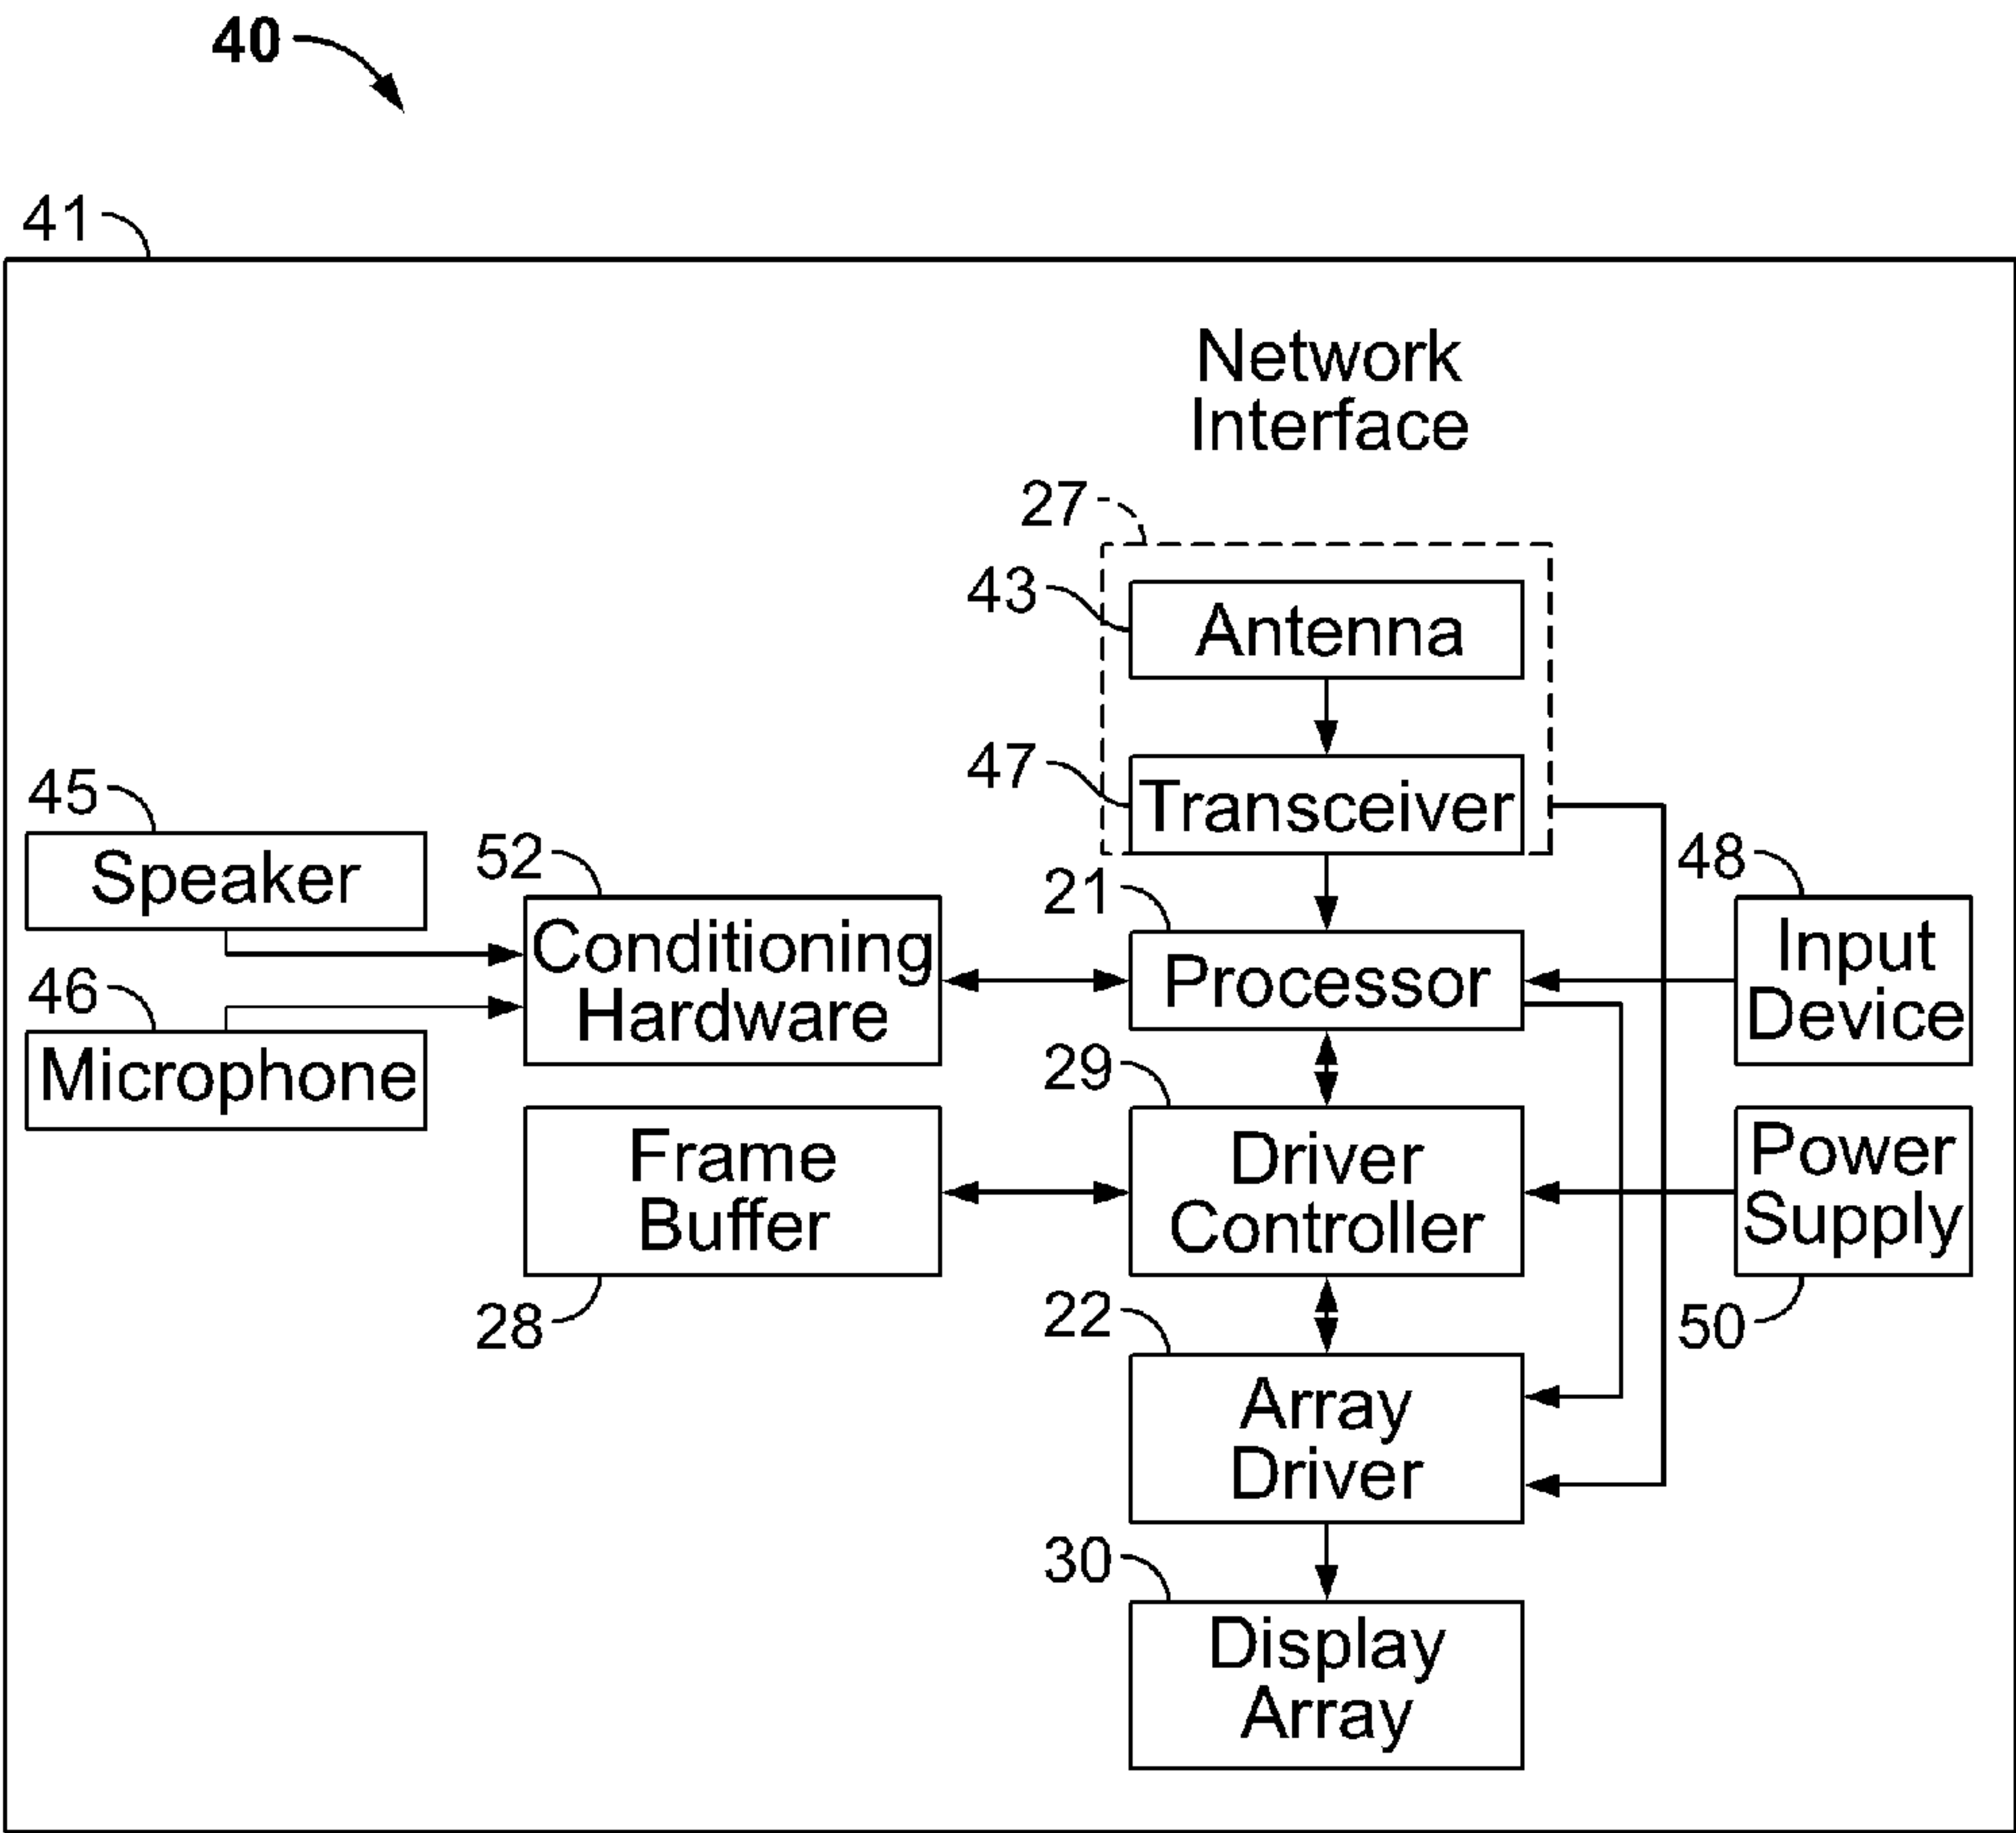 40
41
Network
Interface
27
43
Antenna
47
Transceiver
45
Speaker
52
Conditioning
Hardware
21
Processor
48
Input
Device
46
Microphone
29
Driver
Controller
Frame
Buffer
28
Power
Supply
50
22
Array
Driver
30
Display
Array